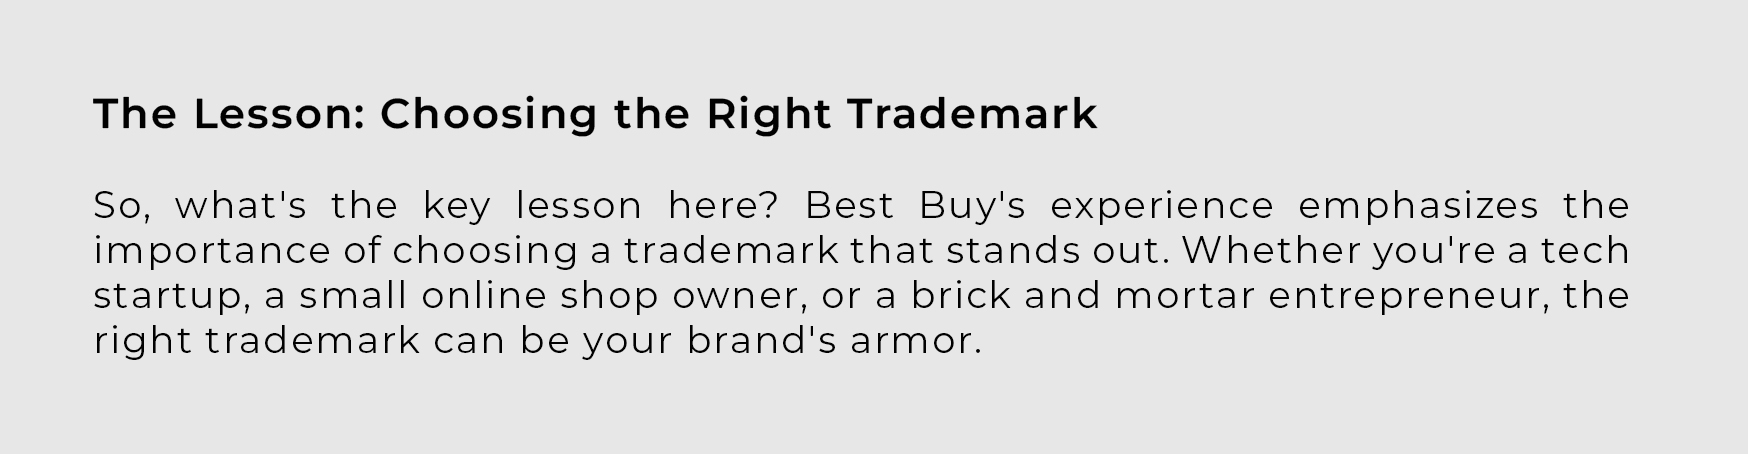 The Lesson: Choosing the Right Trademark
So, what's the key lesson here? Best Buy's experience emphasizes the
importance of choosing a trademark that stands out. Whether you're a tech
startup, a small online shop owner, or a brick and mortar entrepreneur, the
right trademark can be your brand's armor.